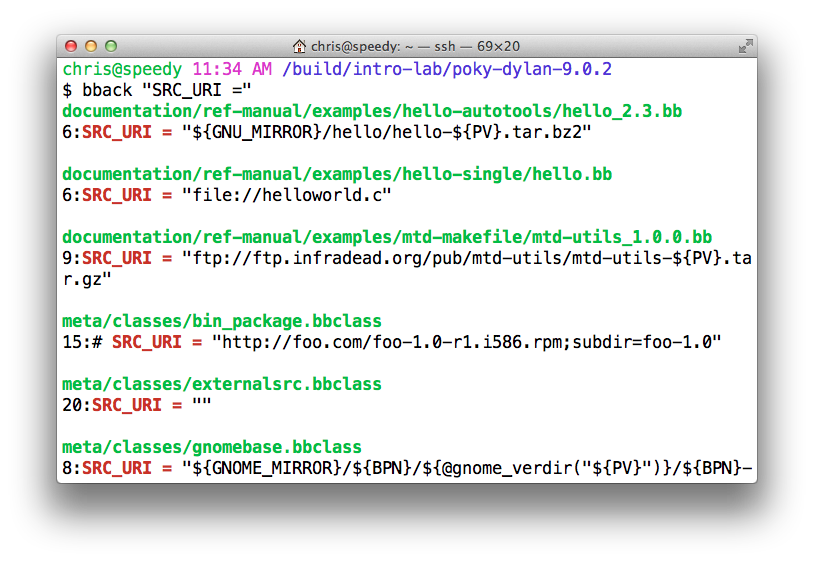 chris@speedy: ~ — ssh — 69×20
chris@speedy 11:34 AM /build/intro-lab/poky-dylan-9.0.2
$ bback "SRC_URI ="
documentation/ref-manual/examples/hello-autotools/hello_2.3.bb
6:SRC_URI = "${GNU_MIRROR}/hello/hello-${PV}.tar.bz2"
documentation/ref-manual/examples/hello-single/hello.bb
6:SRC_URI = "file://helloworld.c"
documentation/ref-manual/examples/mtd-makefile/mtd-utils_1.0.0.bb
9:SRC_URI = "ftp://ftp.infradead.org/pub/mtd-utils/mtd-utils-${PV}.ta
r.gz"
meta/classes/bin_package.bbclass
15:# SRC_URI = "http://foo.com/foo-1.0-r1.i586.rpm;subdir=foo-1.0"
meta/classes/externalsrc.bbclass
20:SRC_URI = ""
meta/classes/gnomebase.bbclass
8:SRC_URI = "${GNOME_MIRROR}/${BPN}/${@gnome_verdir("${PV}")}/${BPN}-